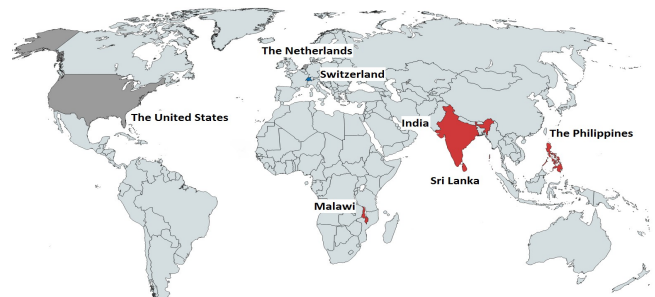 The Netherlands
Switzerland
The United States
India
The Philippines
Sri Lanka
Malawi